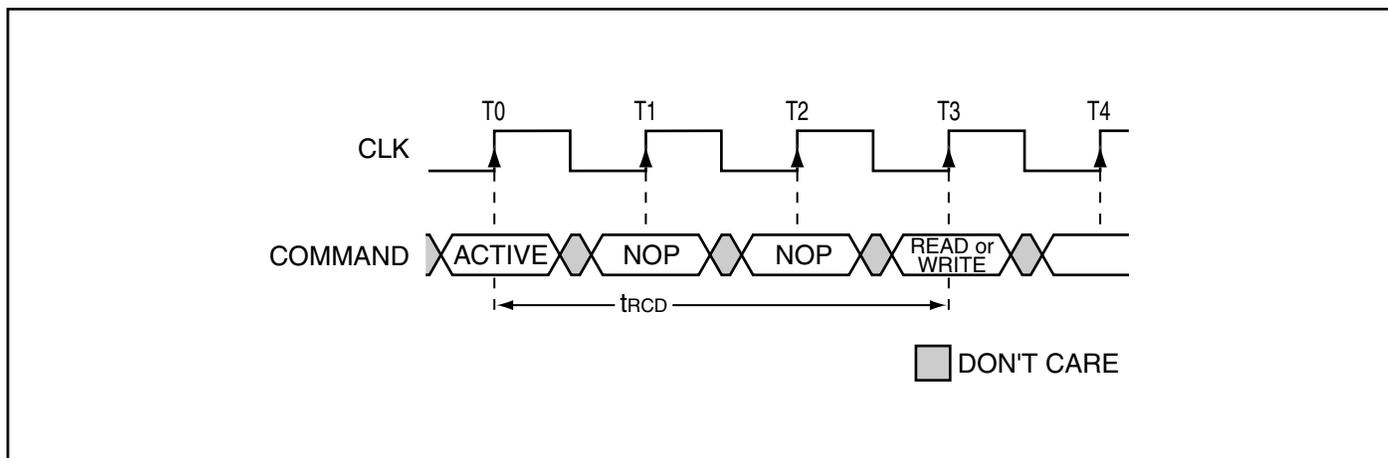 T0 T1 T2 T3 T4
CLK
COMMAND ACTIVE NOP NOP READ or
WRITE
tRCD
DON'T CARE